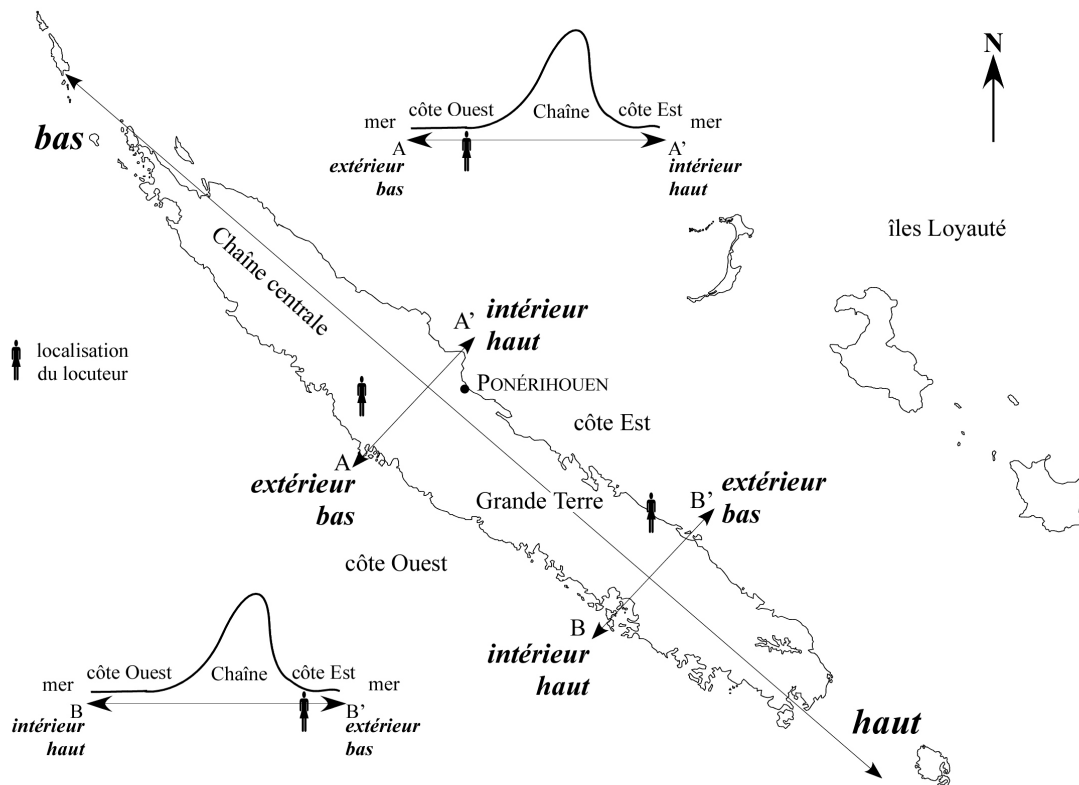 N
côte Ouest
Chaîne
côte Est
mer
mer
A
A'
extérieur
bas
intérieur
haut
bas
îles Loyauté
Chaîne centrale
A'
intérieur
haut
localisation
du locuteur
PONÉRIHOUEN
côte Est
A
extérieur
bas
Grande Terre
B'
extérieur
bas
côte Ouest
B
intérieur
haut
côte Ouest
Chaîne
côte Est
mer
mer
B
B'
intérieur
haut
extérieur
bas
haut